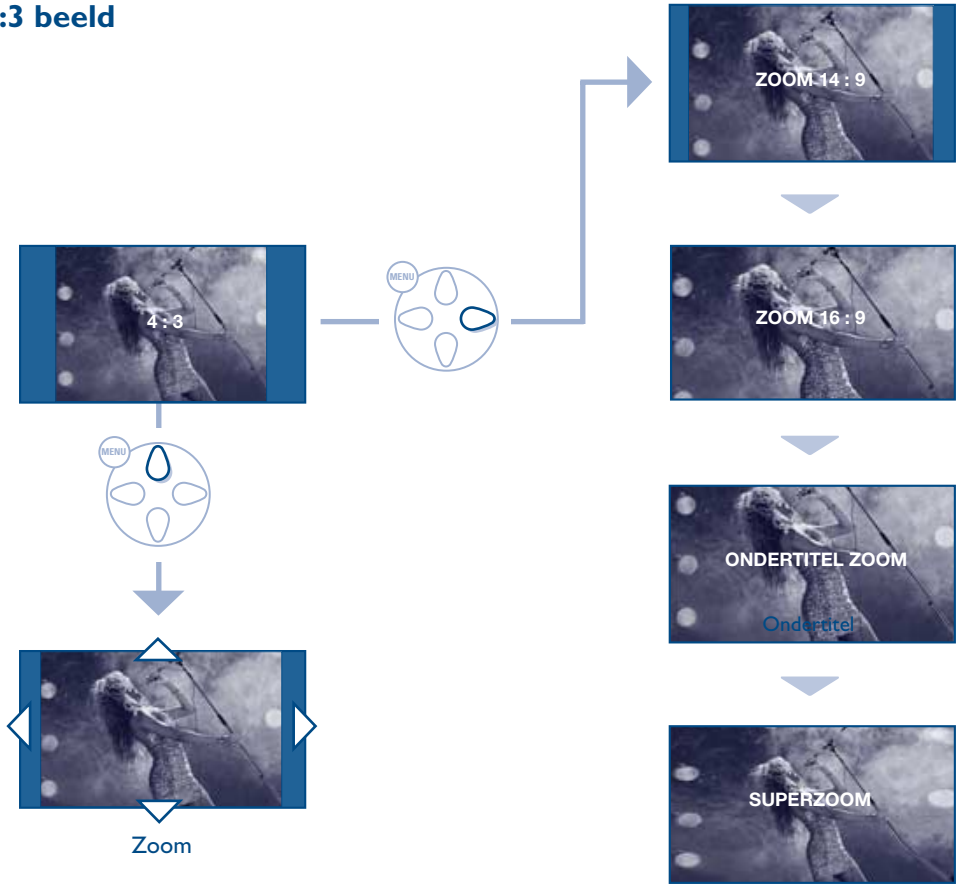 :3 beeld
ZOOM 14 : 9
MENU
4 : 3
ZOOM 16 : 9
MENU
ONDERTITEL ZOOM
Ondertitel
SUPERZOOM
Zoom